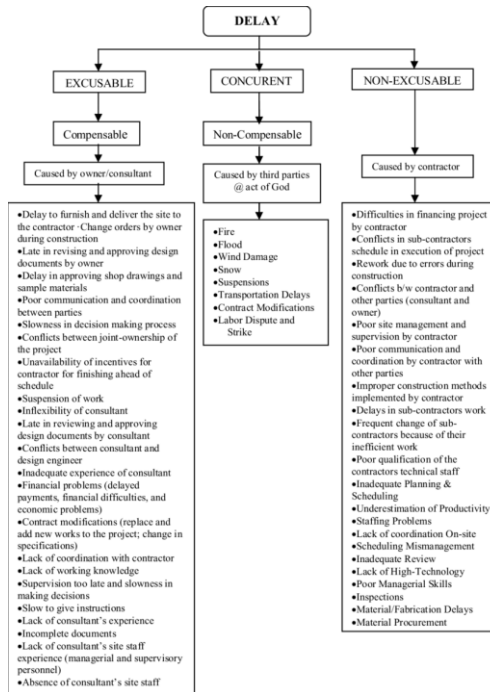 DELAY
EXCUSABLE
CONCURENT
NON-EXCUSABLE
Compensable
Non-Compensable
Caused by owner/consultant
Caused by third parties
@ act of God
Caused by contractor
•Delay to furnish and deliver the site to
the contractor ·Change orders by owner
during construction
•Late in revising and approving design
documents by owner
•Delay in approving shop drawings and
sample materials
•Poor communication and coordination
between parties
•Slowness in decision making process
•Conflicts between joint-ownership of
the project
•Unavailability of incentives for
contractor for finishing ahead of
schedule
•Suspension of work
•Inflexibility of consultant
•Late in reviewing and approving
design documents by consultant
•Conflicts between consultant and
design engineer
•Inadequate experience of consultant
•Financial problems (delayed
payments, financial difficulties, and
economic problems)
•Contract modifications (replace and
add new works to the project; change in
specifications)
•Lack of coordination with contractor
•Lack of working knowledge
•Supervision too late and slowness in
making decisions
•Slow to give instructions
•Lack of consultant's experience
•Incomplete documents
•Lack of consultant's site staff
experience (managerial and supervisory
personnel)
•Absence of consultant's site staff
•Fire
•Flood
•Wind Damage
•Snow
•Suspensions
•Transportation Delays
•Contract Modifications
•Labor Dispute and
Strike
•Difficulties in financing project by
contractor
•Conflicts in sub-contractors
schedule in execution of project
•Rework due to errors during
construction
•Conflicts b/w contractor and
other parties (consultant and
owner)
•Poor site management and
supervision by contractor
•Poor communication and
coordination by contractor with
other parties
•Improper construction methods
implemented by contractor
•Delays in sub-contractors work
•Frequent change of sub-
contractors because of their
inefficient work
•Poor qualification of the
contractors technical staff
•Inadequate Planning &
Scheduling
•Underestimation of Productivity
•Staffing Problems
•Lack of coordination On-site
•Scheduling Mismanagement
•Inadequate Review
•Lack of High-Technology
•Poor Managerial Skills
•Inspections
•Material/Fabrication Delays
•Material Procurement